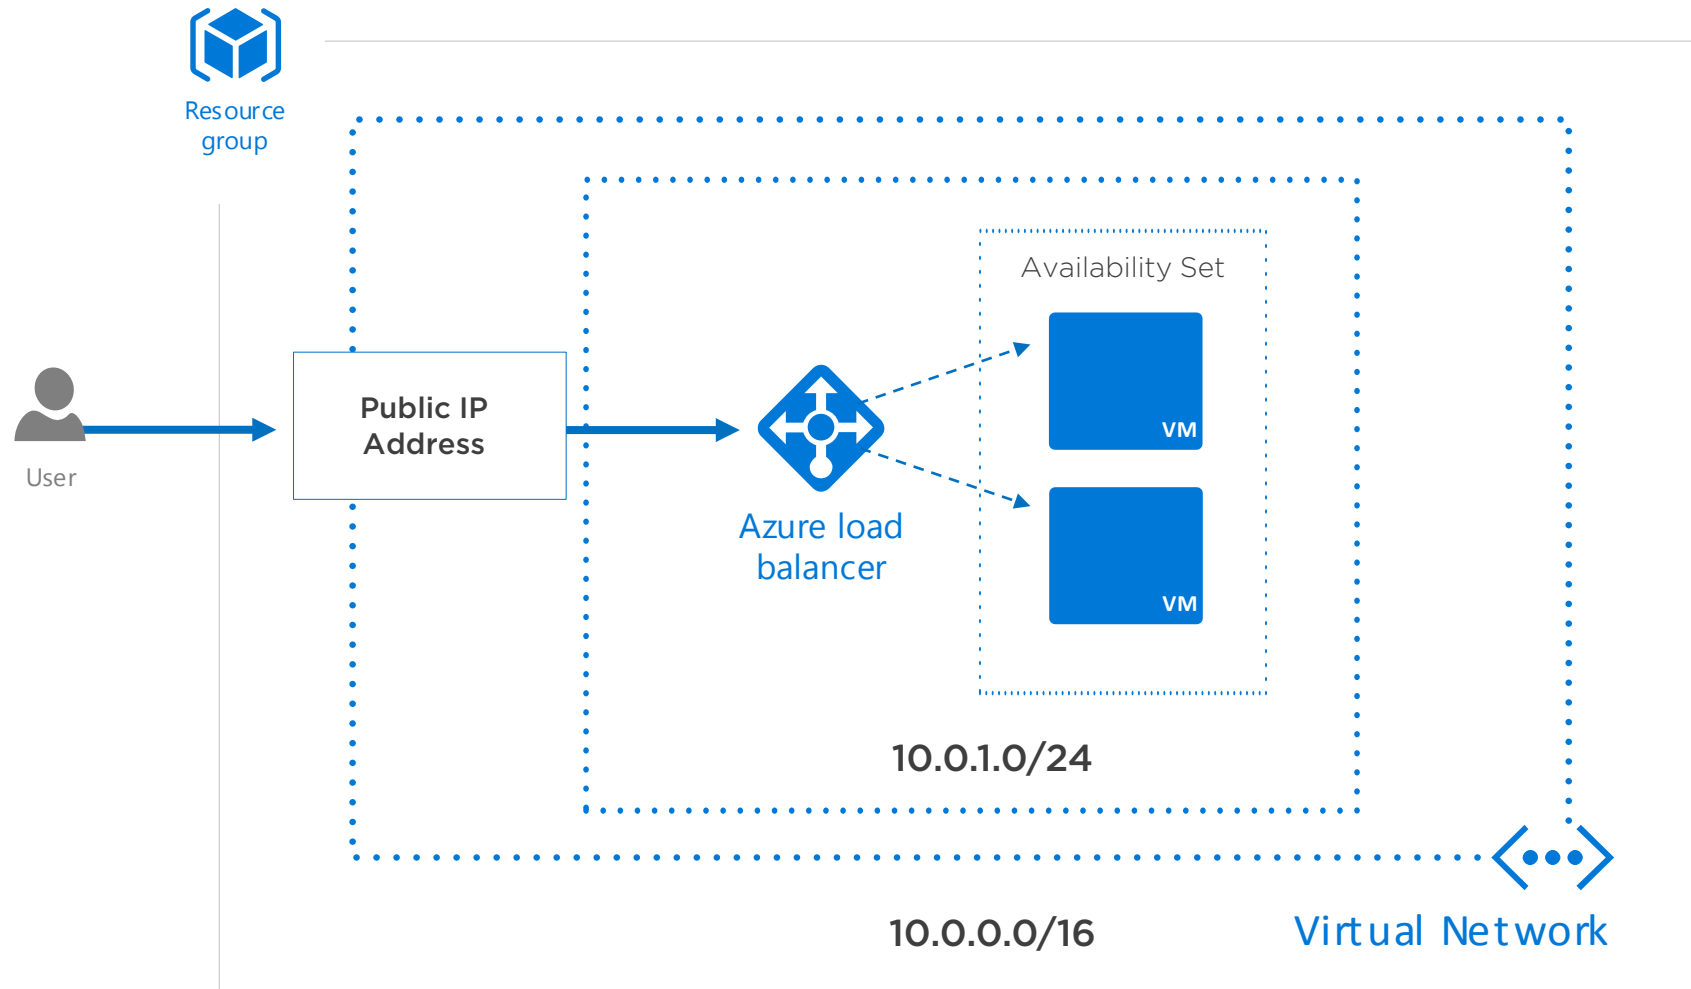 Resource
group
Availability Set
VM
Public IP
Address
User
Azure load
balancer
VM
10.0.1.0/24
10.0.0.0/16
Virtual Network